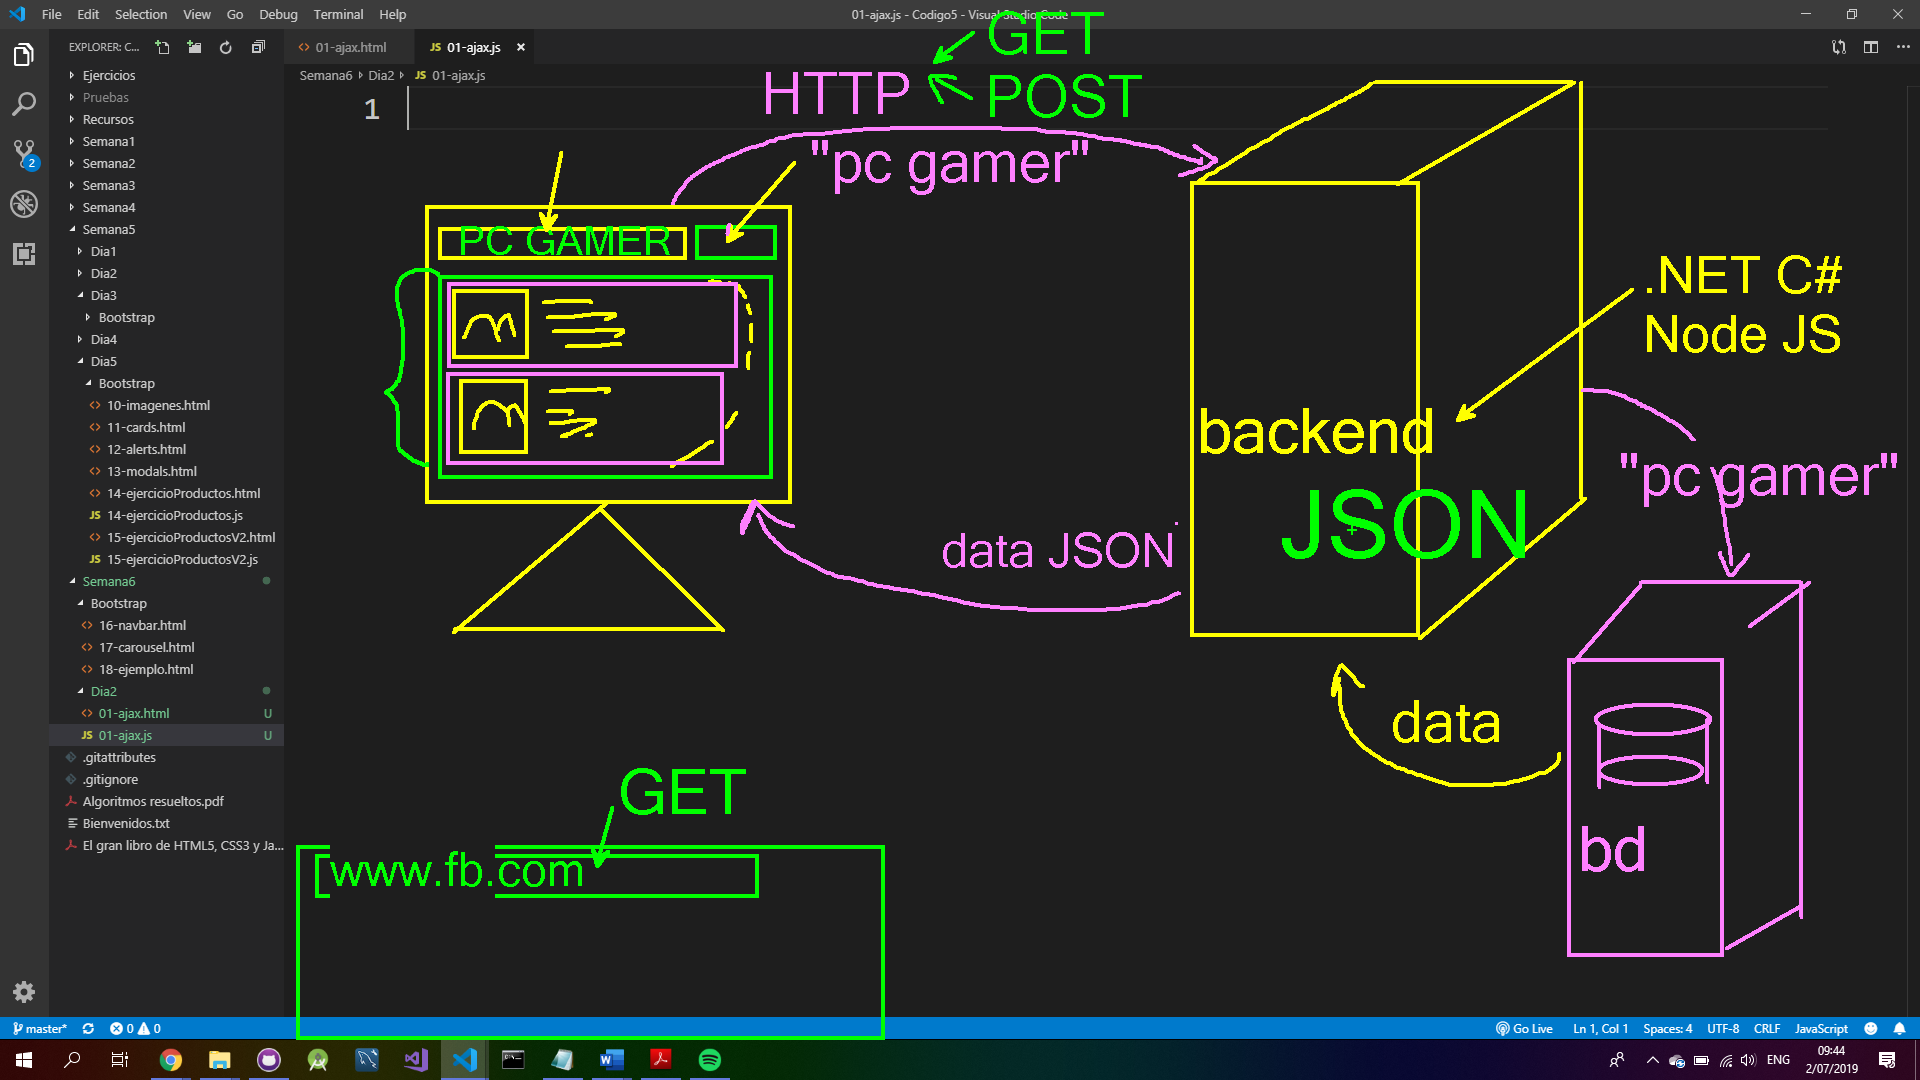 File Edit Selection View Go Debug Terminal Help
01-ajax.js - Codigo5 - Visual Studio Code
EXPLORER: C...
01-ajax.html
JS 01-ajax.js ×
Semana6 Dia2 JS 01-ajax.js
1
Ejercicios
Pruebas
Recursos
Semana1
Semana2
Semana3
Semana4
Semana5
Dia1
Dia2
Dia3
Bootstrap
Dia4
Dia5
Bootstrap
10-imagenes.html
11-cards.html
12-alerts.html
13-modals.html
14-ejercicioProductos.html
JS 14-ejercicioProductos.js
15-ejercicioProductosV2.html
JS 15-ejercicioProductosV2.js
Semana6
Bootstrap
16-navbar.html
17-carousel.html
18-ejemplo.html
Dia2
01-ajax.html U
JS 01-ajax.js U
.gitattributes
.gitignore
Algoritmos resueltos.pdf
Bienvenidos.txt
El gran libro de HTML5, CSS3 y Ja...
2
GET
HTTP
POST
"pc gamer"
PC GAMER
.NET C#
Node JS
backend
"pc gamer"
JSON
data JSON
data
bd
GET
[www.fb.com
master* 0 0
Go Live Ln 1, Col 1 Spaces: 4 UTF-8 CRLF JavaScript
ENG
09:44
2/07/2019